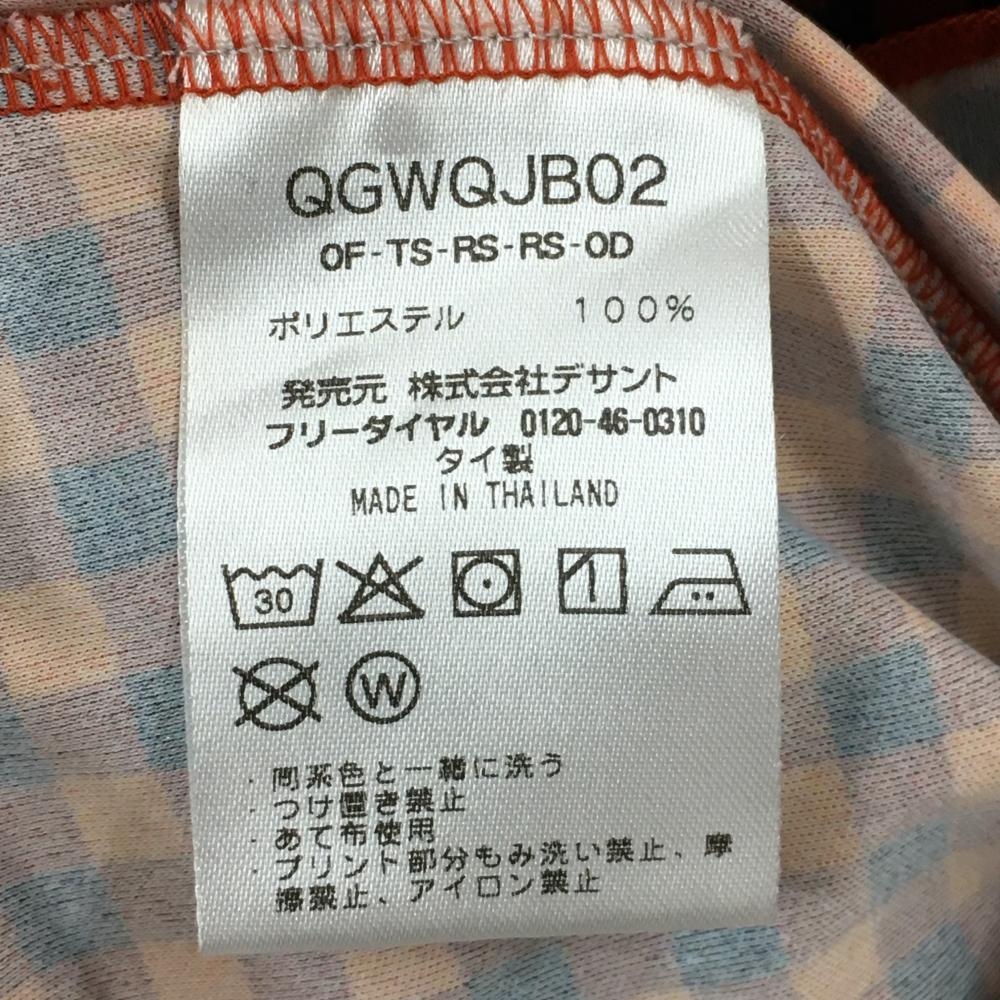 QGWQJB02
OF-TS-RS-RS-OD
ポリエステル 100%
発売元 株式会社デサント
フリーダイヤル 0120-46-0310
タイ製
MADE IN THAILAND
30
W
・同系色と一緒に洗う
・つけ置き禁止
・あて布使用
・プリント部分もみ洗い禁止、摩
擦禁止、アイロン禁止